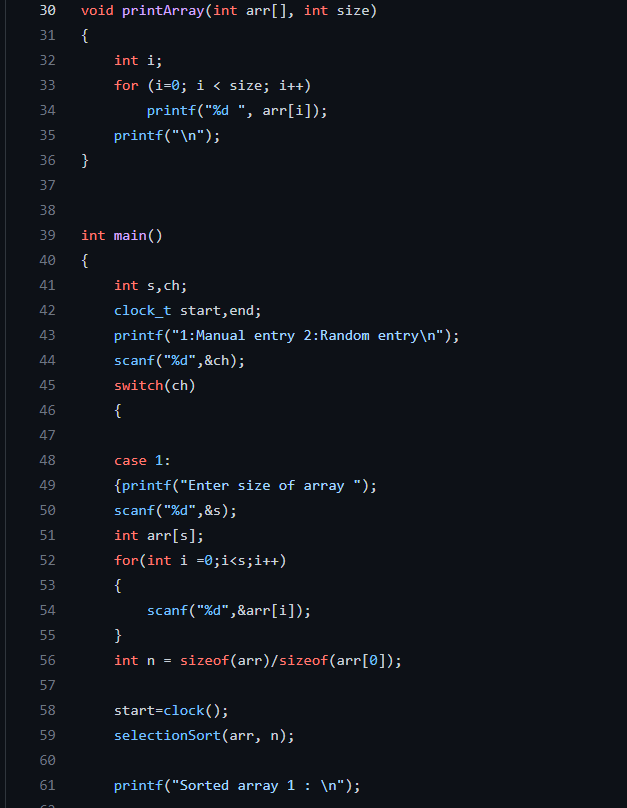 30 void printArray(int arr[], int size)
31 {
32 int i;
33 for (i=0; i < size; i++)
34 printf("%d ", arr[i]);
35 printf("\n");
36 }
37
38
39 int main()
40 {
41 int s,ch;
42 clock_t start,end;
43 printf("1:Manual entry 2:Random entry\n");
44 scanf("%d",&ch);
45 switch(ch)
46 {
47
48 case 1:
49 {printf("Enter size of array ");
50 scanf("%d",&s);
51 int arr[s];
52 for(int i =0;i<s;i++)
53 {
54 scanf("%d",&arr[i]);
55 }
56 int n = sizeof(arr)/sizeof(arr[0]);
57
58 start=clock();
59 selectionSort(arr, n);
60
61 printf("Sorted array 1 : \n");